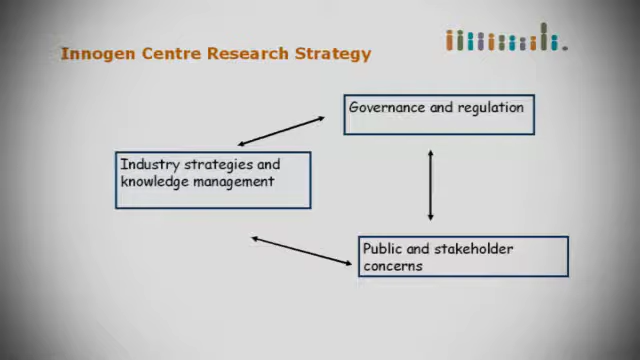 Innogen Centre Research Strategy
Governance and regulation
Industry strategies and
knowledge management
Public and stakeholder
concerns